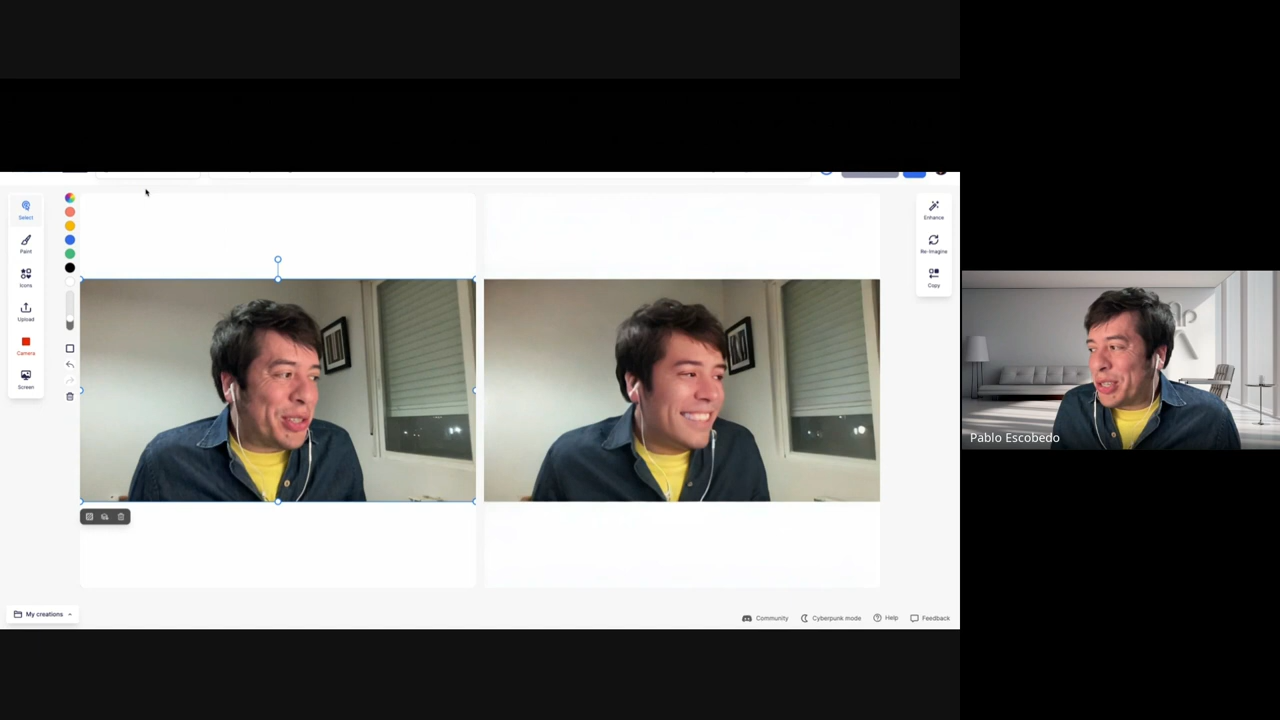 Select
Paint
Icons
Upload
Camera
Screen
Enhance
Re-Imagine
Copy
My creations
Community
Cyberpunk mode
Help
Feedback
Pablo Escobedo